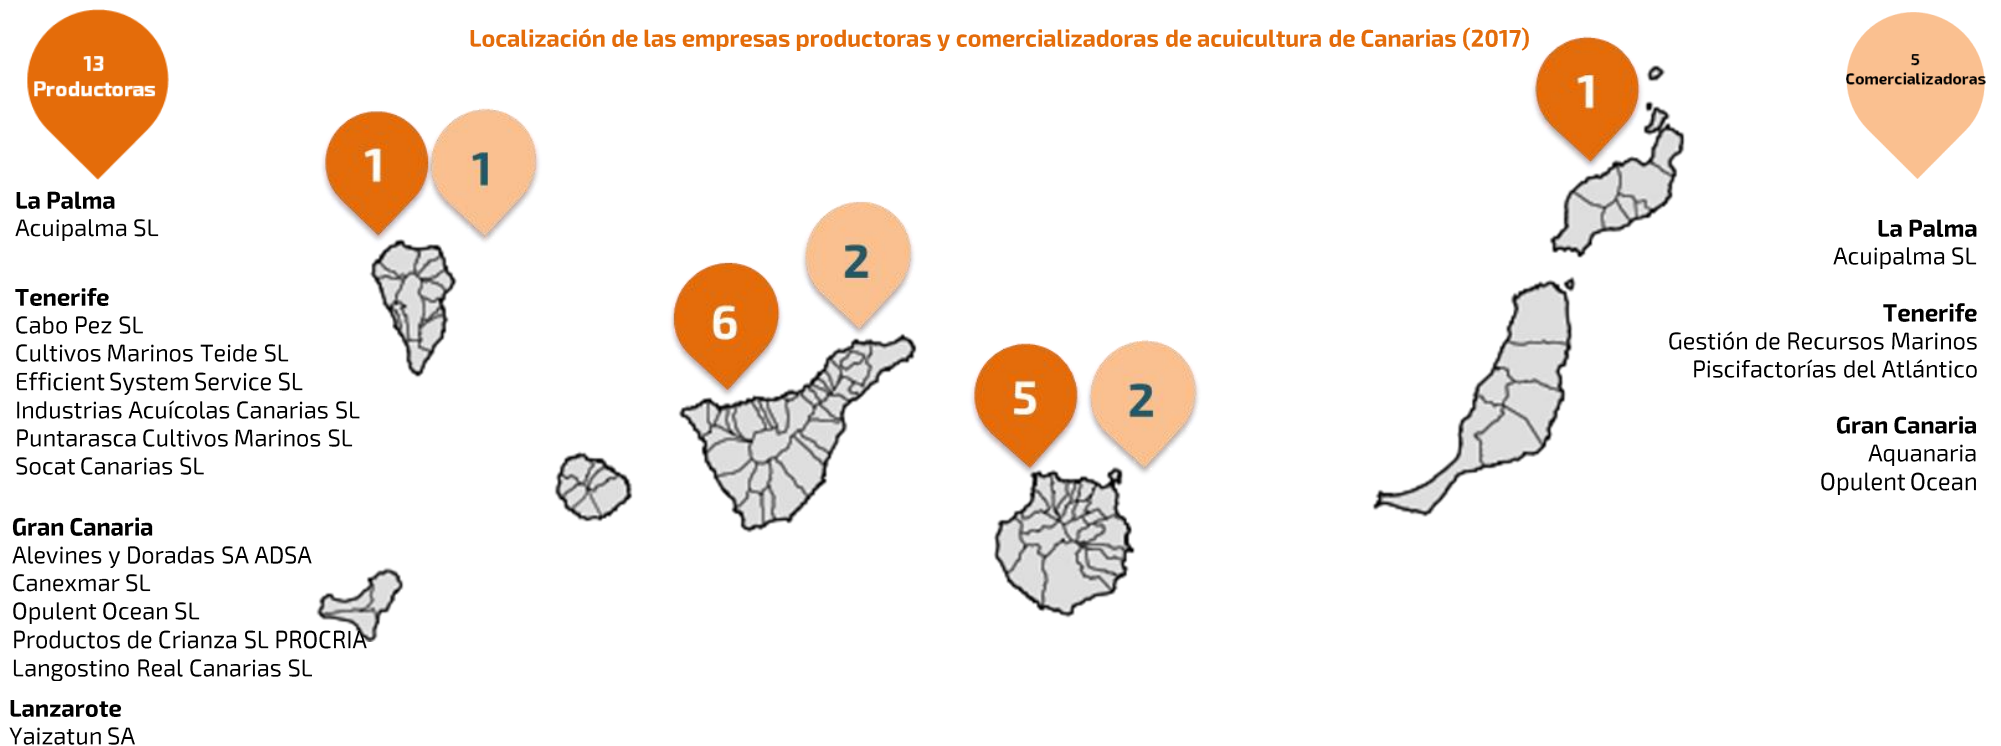 Localización de las empresas productoras y comercializadoras de acuicultura de Canarias (2017)
13
Productoras
La Palma
Acuipalma SL
Tenerife
Cabo Pez SL
Cultivos Marinos Teide SL
Efficient System Service SL
Industrias Acuícolas Canarias SL
Puntarasca Cultivos Marinos SL
Socat Canarias SL
Gran Canaria
Alevines y Doradas SA ADSA
Canexmar SL
Opulent Ocean SL
Productos de Crianza SL PROCRIA
Langostino Real Canarias SL
Lanzarote
Yaizatun SA
1
1
6
2
5
2
1
5
Comercializadoras
La Palma
Acuipalma SL
Tenerife
Gestión de Recursos Marinos
Piscifactorías del Atlántico
Gran Canaria
Aquanaria
Opulent Ocean